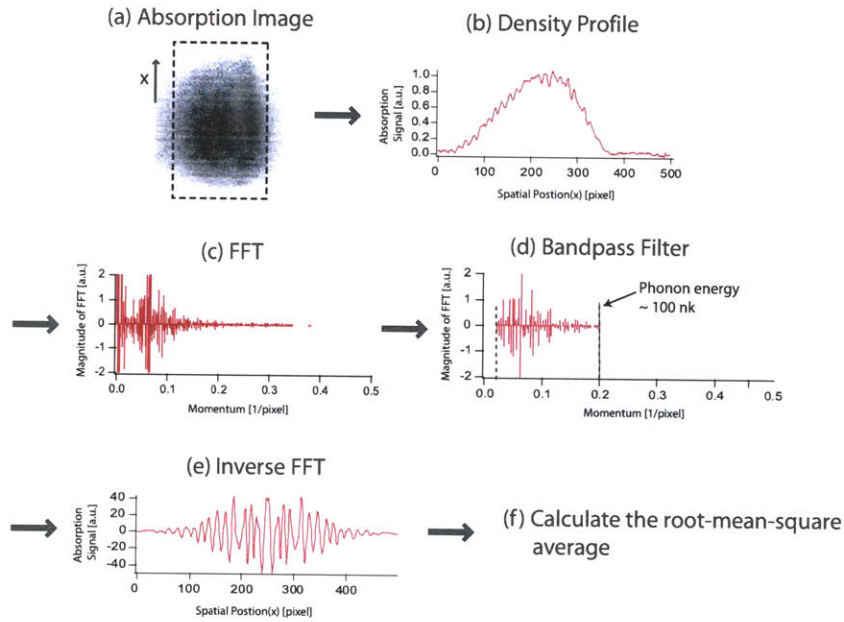 (a) Absorption Image
x
(b) Density Profile
Absorption
Signal [a.u.]
1.0
0.8
0.6
0.4
0.2
0.0
0 100 200 300 400 500
Spatial Postion(x) [pixel]
(c) FFT
Magnitude of FFT [a.u.]
2
1
0
-1
-2
0.0 0.1 0.2 0.3 0.4 0.5
Momentum [1/pixel]
(d) Bandpass Filter
Magnitude of FFT [a.u.]
2
1
0
-1
-2
Phonon energy
~ 100 nk
0.0 0.1 0.2 0.3 0.4 0.5
Momentum [1/pixel]
(e) Inverse FFT
Absorption
Signal [a.u.]
40
20
0
-20
-40
0 100 200 300 400
Spatial Postion(x) [pixel]
(f) Calculate the root-mean-square
average